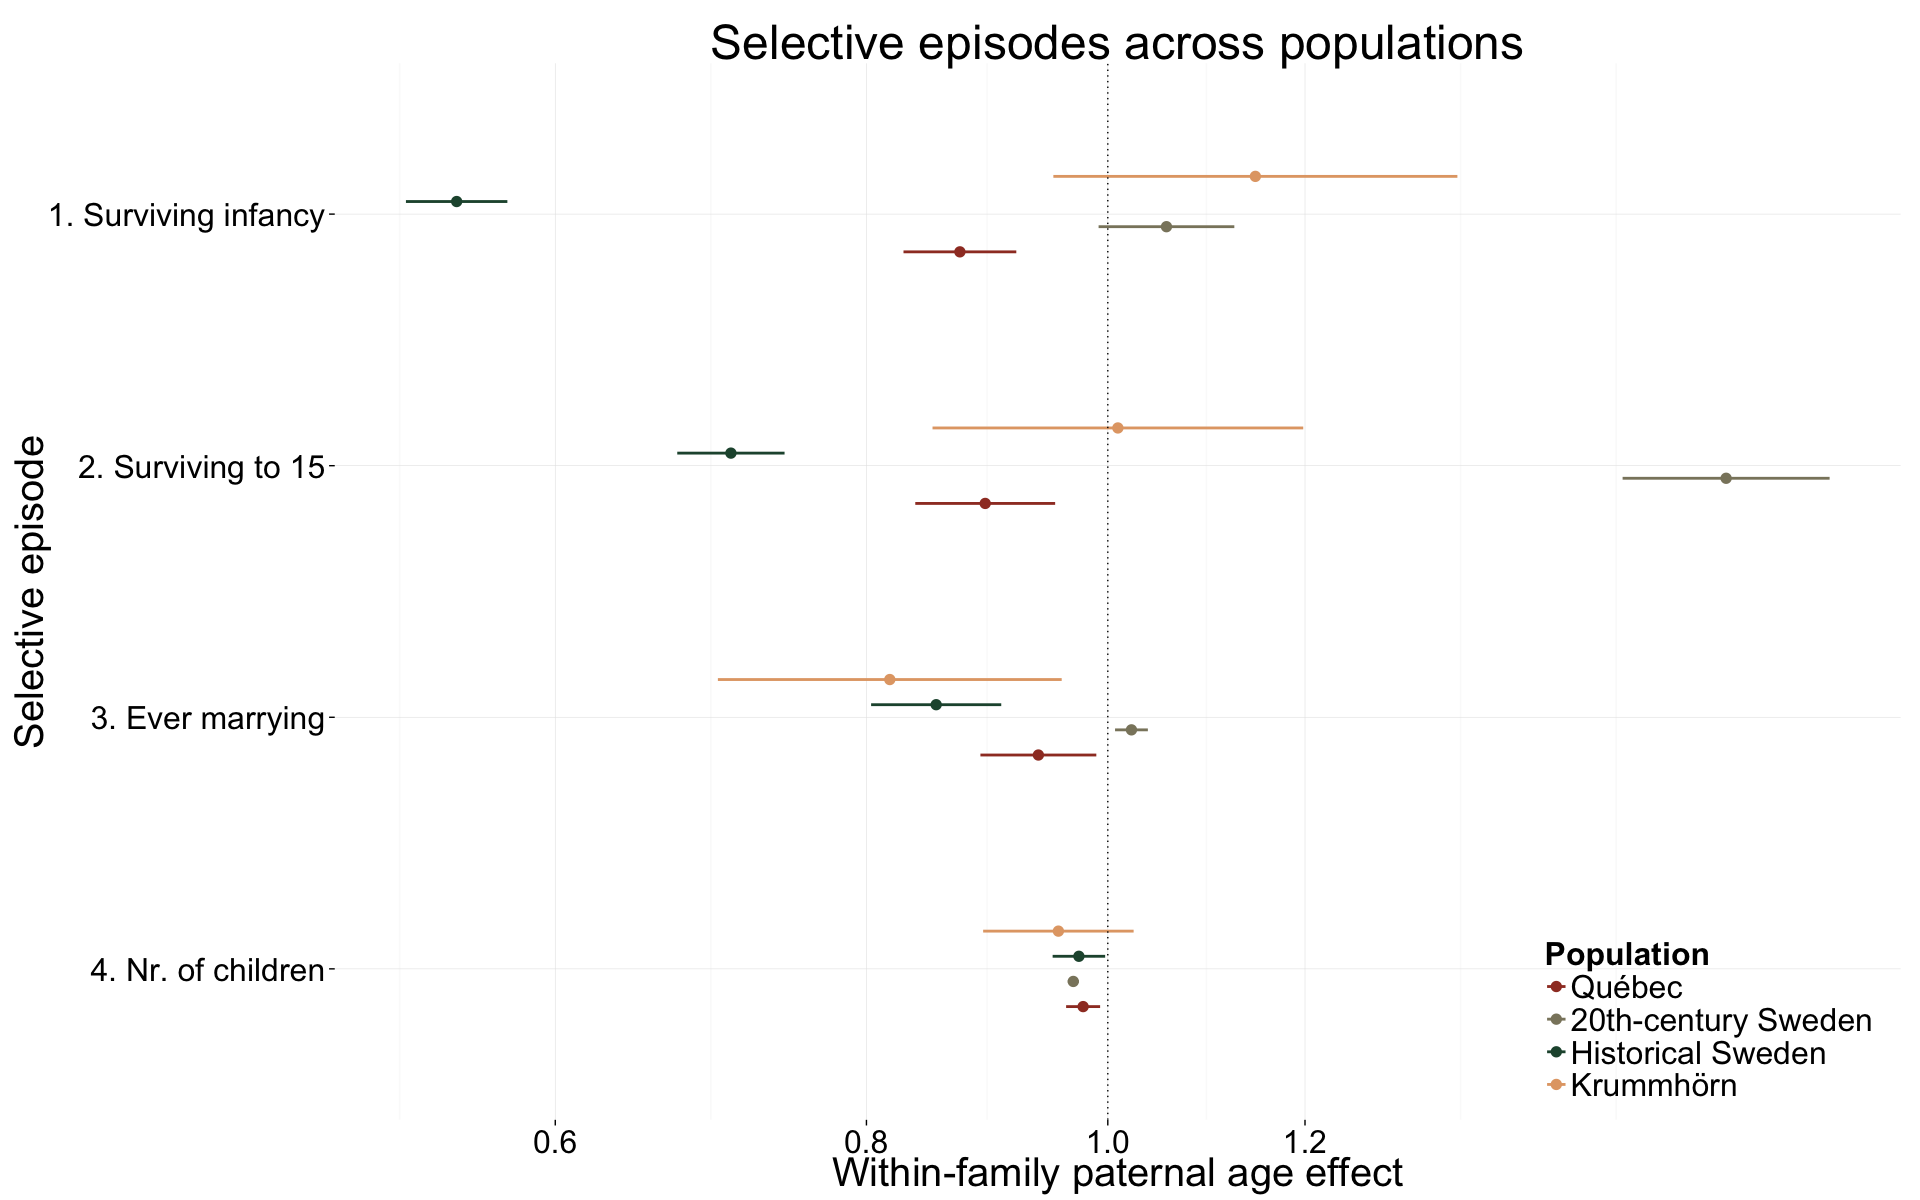 Selective episodes across populations
Selective episode
1. Surviving infancy
2. Surviving to 15
3. Ever marrying
4. Nr. of children
Population
Québec
20th-century Sweden
Historical Sweden
Krummhörn
0.6 0.8 1.0 1.2
Within-family paternal age effect